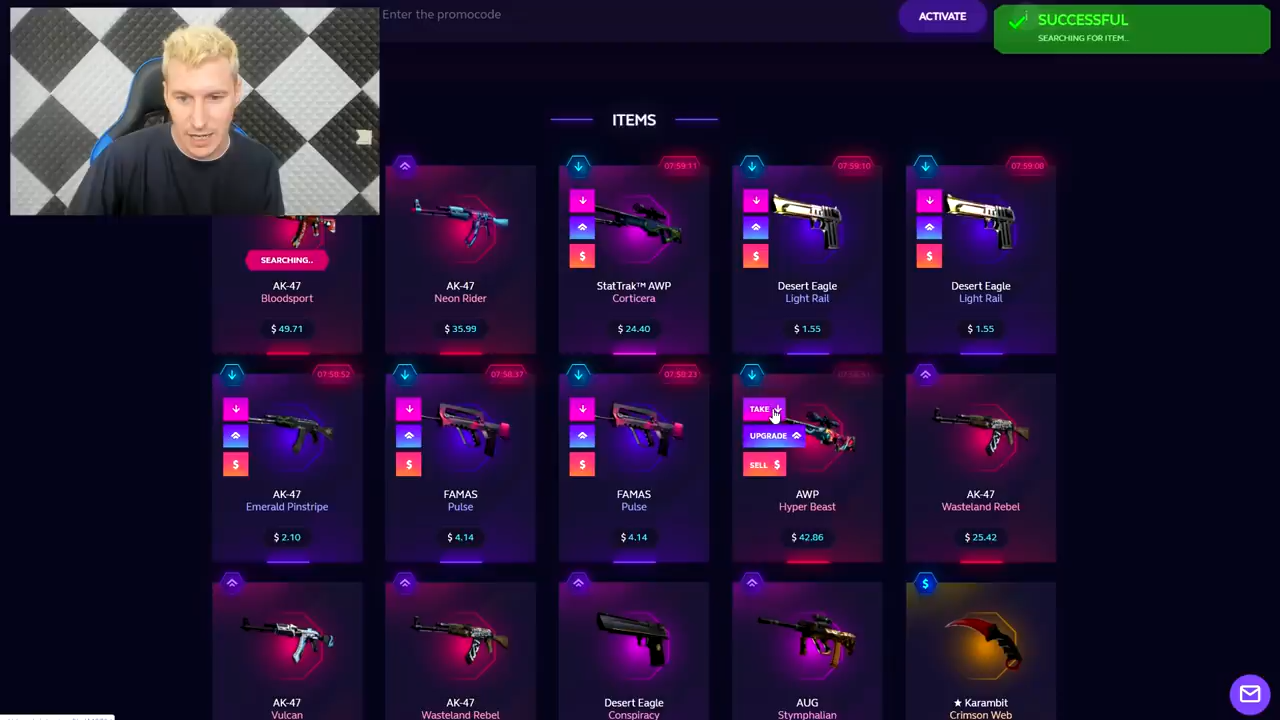 Enter the promocode
ACTIVATE
SUCCESSFUL
SEARCHING FOR ITEM...
ITEMS
07:59:11
07:59:10
07:59:08
SEARCHING..
AK-47
Bloodsport
$ 49.71
AK-47
Neon Rider
$ 35.99
StatTrak™ AWP
Corticera
$ 24.40
Desert Eagle
Light Rail
$ 1.55
Desert Eagle
Light Rail
$ 1.55
07:58:52
07:58:37
07:58:23
TAKE
UPGRADE
SELL $
AK-47
Emerald Pinstripe
$ 2.10
FAMAS
Pulse
$ 4.14
FAMAS
Pulse
$ 4.14
AWP
Hyper Beast
$ 42.86
AK-47
Wasteland Rebel
$ 25.42
AK-47
Vulcan
AK-47
Wasteland Rebel
Desert Eagle
Conspiracy
AUG
Stymphalian
★ Karambit
Crimson Web